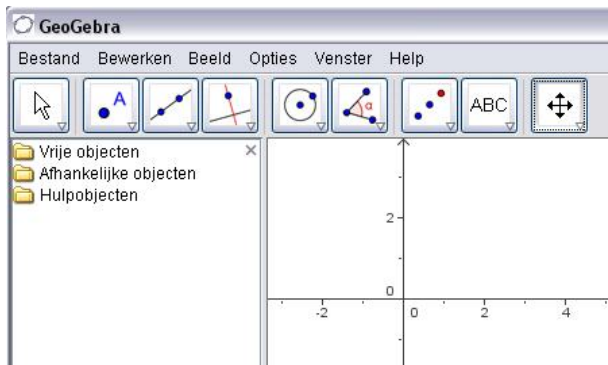 GeoGebra
Bestand Bewerken Beeld Opties Venster Help
A α ABC
Vrije objecten
Afhankelijke objecten
Hulpobjecten
2
0
-2 0 2 4